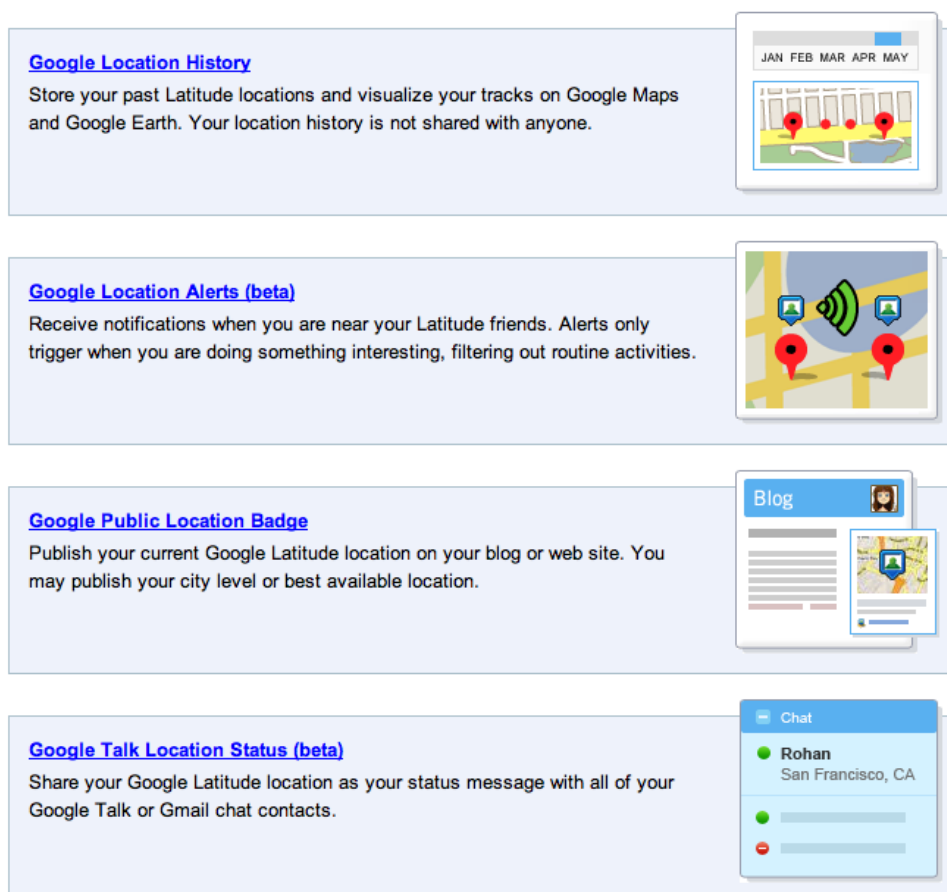 Google Location History
Store your past Latitude locations and visualize your tracks on Google Maps
and Google Earth. Your location history is not shared with anyone.
JAN FEB MAR APR MAY
Google Location Alerts (beta)
Receive notifications when you are near your Latitude friends. Alerts only
trigger when you are doing something interesting, filtering out routine activities.
Google Public Location Badge
Publish your current Google Latitude location on your blog or web site. You
may publish your city level or best available location.
Blog
Google Talk Location Status (beta)
Share your Google Latitude location as your status message with all of your
Google Talk or Gmail chat contacts.
Chat
Rohan
San Francisco, CA